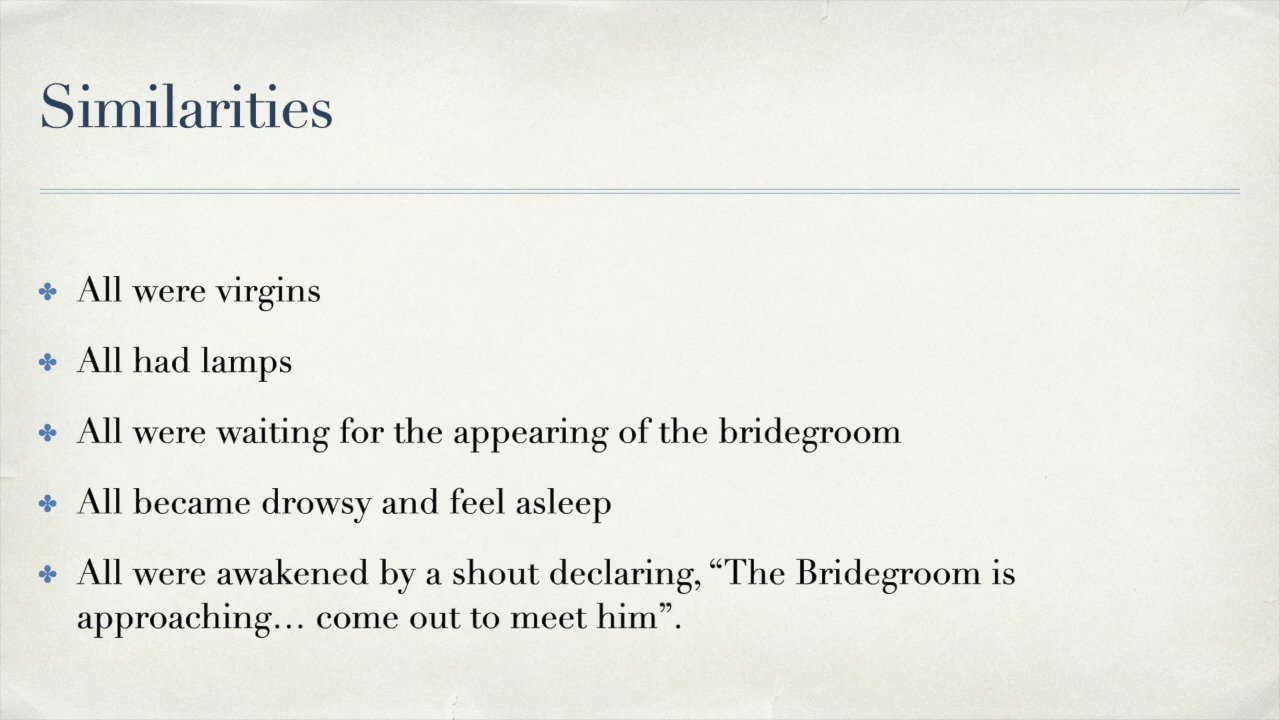 Similarities
✤ All were virgins
✤ All had lamps
✤ All were waiting for the appearing of the bridegroom
✤ All became drowsy and feel asleep
✤ All were awakened by a shout declaring, “The Bridegroom is
approaching… come out to meet him”.